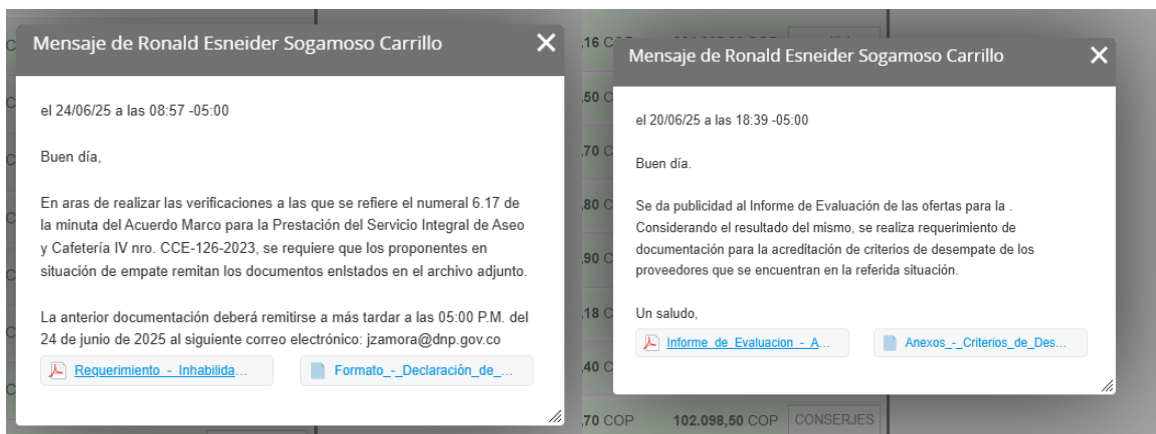 Mensaje de Ronald Esneider Sogamoso Carrillo
el 24/06/25 a las 08:57 -05:00
Buen día,
En aras de realizar las verificaciones a las que se refiere el numeral 6.17 de
la minuta del Acuerdo Marco para la Prestación del Servicio Integral de Aseo
y Cafetería IV nro. CCE-126-2023, se requiere que los proponentes en
situación de empate remitan los documentos enlstados en el archivo adjunto.
La anterior documentación deberá remitirse a más tardar a las 05:00 P.M. del
24 de junio de 2025 al siguiente correo electrónico: jzamora@dnp.gov.co
Requerimiento_-_Inhabilida...
Formato_-_Declaración_de_...
Mensaje de Ronald Esneider Sogamoso Carrillo
el 20/06/25 a las 18:39 -05:00
Buen día.
Se da publicidad al Informe de Evaluación de las ofertas para la .
Considerando el resultado del mismo, se realiza requerimiento de
documentación para la acreditación de criterios de desempate de los
proveedores que se encuentran en la referida situación.
Un saludo,
Informe_de_Evaluacion_-_A...
Anexos_-_Criterios_de_Des...
,16 C
,50 C
,70 C
,80 C
,90 C
,18 C
,40 C
,70 COP 102.098,50 COP CONSERJES